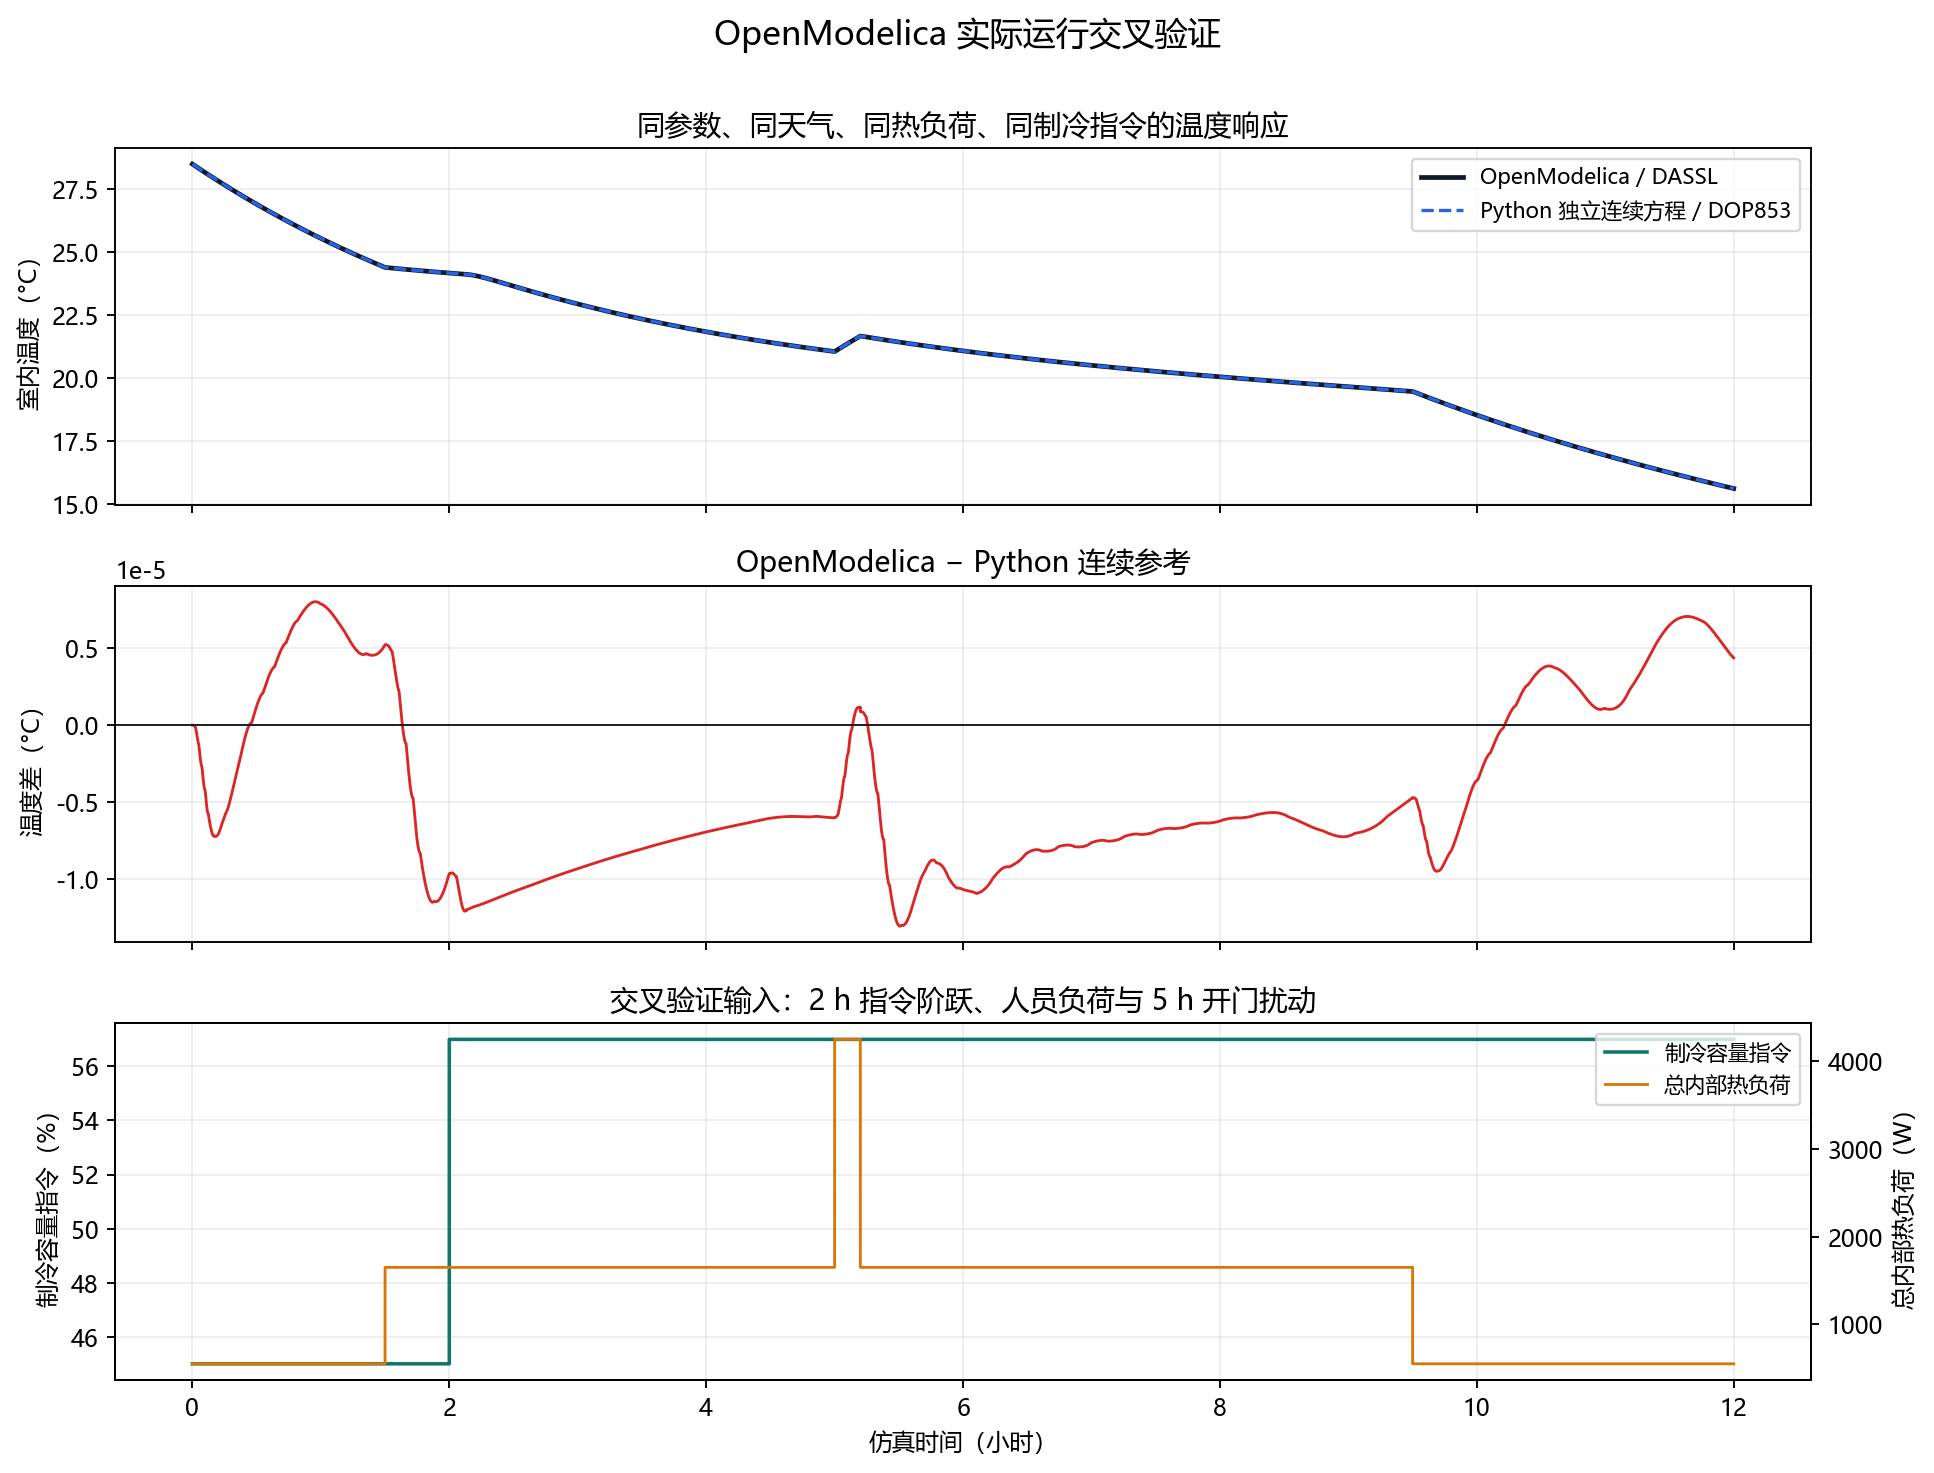 OpenModelica 实际运行交叉验证
同参数、同天气、同热负荷、同制冷指令的温度响应
室内温度（°C）
27.5
25.0
22.5
20.0
17.5
15.0
OpenModelica / DASSL
Python 独立连续方程 / DOP853
OpenModelica − Python 连续参考
1e-5
温度差（°C）
0.5
0.0
-0.5
-1.0
交叉验证输入：2 h 指令阶跃、人员负荷与 5 h 开门扰动
制冷容量指令（%）
56
54
52
50
48
46
制冷容量指令
总内部热负荷
4000
3000
2000
1000
总内部热负荷（W）
0
2
4
6
8
10
12
仿真时间（小时）